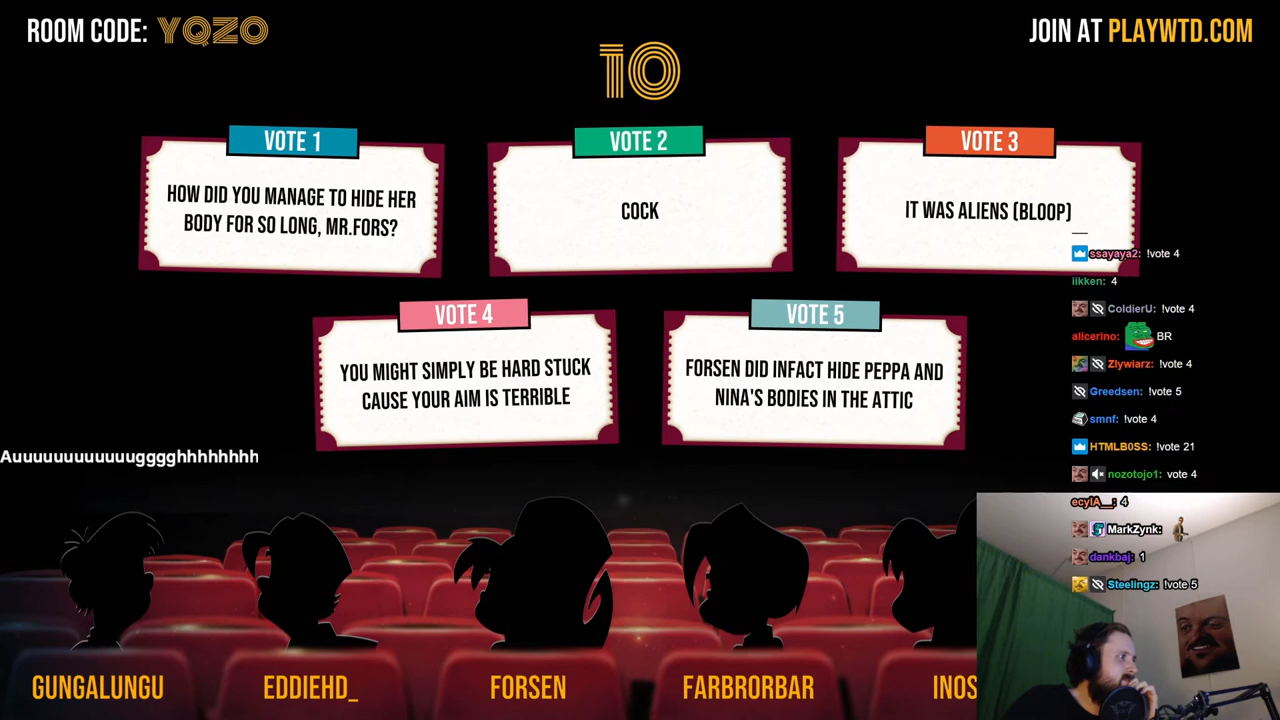 ROOM CODE: YQZO
JOIN AT PLAYWTD.COM
10
VOTE 1
HOW DID YOU MANAGE TO HIDE HER
BODY FOR SO LONG, MR.FORS?
VOTE 2
COCK
VOTE 3
IT WAS ALIENS (BLOOP)
VOTE 4
YOU MIGHT SIMPLY BE HARD STUCK
CAUSE YOUR AIM IS TERRIBLE
VOTE 5
FORSEN DID INFACT HIDE PEPPA AND
NINA'S BODIES IN THE ATTIC
ssayaya2: !vote 4
iikken: 4
ColdierU: !vote 4
alicerino: BR
Zlywiarz: !vote 4
Greedsen: !vote 5
smnf: !vote 4
HTMLB0SS: !vote 21
nozotojo1: vote 4
ecylA__: 4
MarkZynk:
dankbaj: 1
Steelingz: !vote 5
Auuuuuuuuuuuugggghhhhhhhh
GUNGALUNGU
EDDIEHD_
FORSEN
FARBRORBAR
INOS